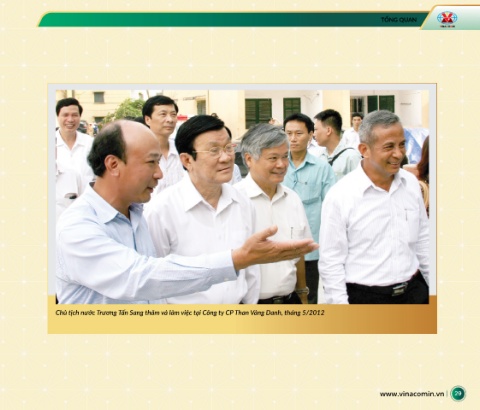 TỔNG QUAN
Chủ tịch nước Trương Tấn Sang thăm và làm việc tại Công ty CP Than Vàng Danh, tháng 5/2012
www.vinacomin.vn | 29